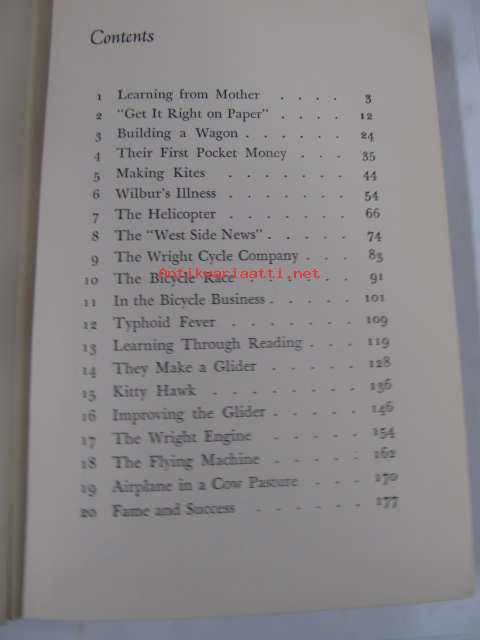 Contents
1 Learning from Mother . . . . 3
2 "Get It Right on Paper" . . . . 12
3 Building a Wagon . . . . . 24
4 Their First Pocket Money . . . 35
5 Making Kites . . . . . . 44
6 Wilbur's Illness . . . . . . 54
7 The Helicopter . . . . . . 66
8 The "West Side News" . . . . . 74
9 The Wright Cycle Company . . . 83
antikvariaatti.net
10 The Bicycle Race . . . . . . 91
11 In the Bicycle Business . . . . . 101
12 Typhoid Fever . . . . . . 109
13 Learning Through Reading . . . 119
14 They Make a Glider . . . . . 128
15 Kitty Hawk . . . . . . . 136
16 Improving the Glider . . . . . 146
17 The Wright Engine . . . . . 154
18 The Flying Machine . . . . . 162
19 Airplane in a Cow Pasture . . . 170
20 Fame and Success . . . . . . 177